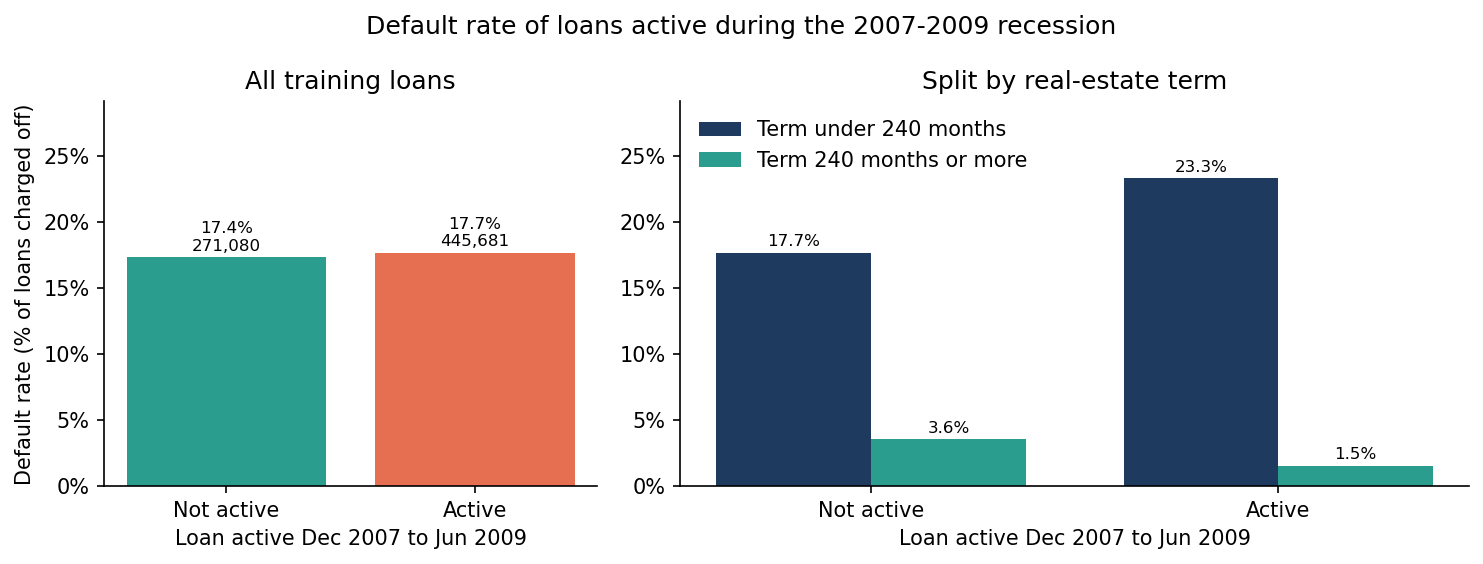 Default rate of loans active during the 2007-2009 recession
All training loans
Default rate (% of loans charged off)
25%
20%
15%
10%
5%
0%
17.4%
271,080
17.7%
445,681
Not active
Active
Loan active Dec 2007 to Jun 2009
Split by real-estate term
Term under 240 months
Term 240 months or more
25%
20%
15%
10%
5%
0%
17.7%
3.6%
23.3%
1.5%
Not active
Active
Loan active Dec 2007 to Jun 2009